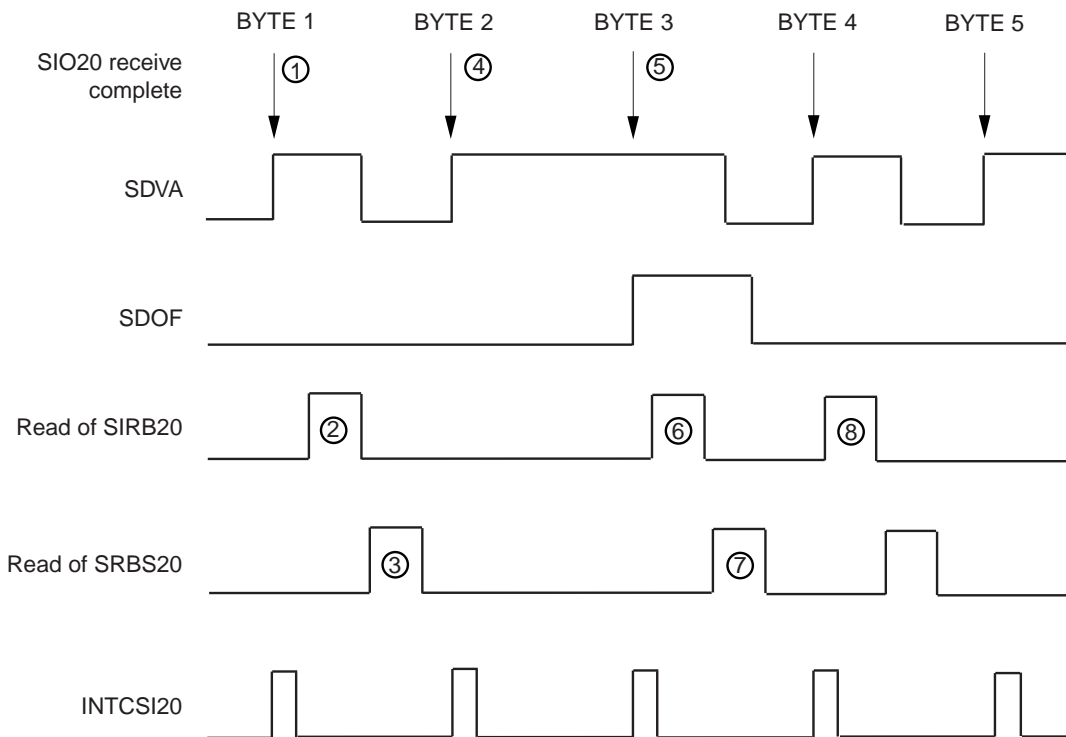 BYTE 1 BYTE 2 BYTE 3 BYTE 4 BYTE 5
SIO20 receive
complete
① ④ ⑤
SDVA
SDOF
Read of SIRB20
② ⑥ ⑧
Read of SRBS20
③ ⑦
INTCSI20